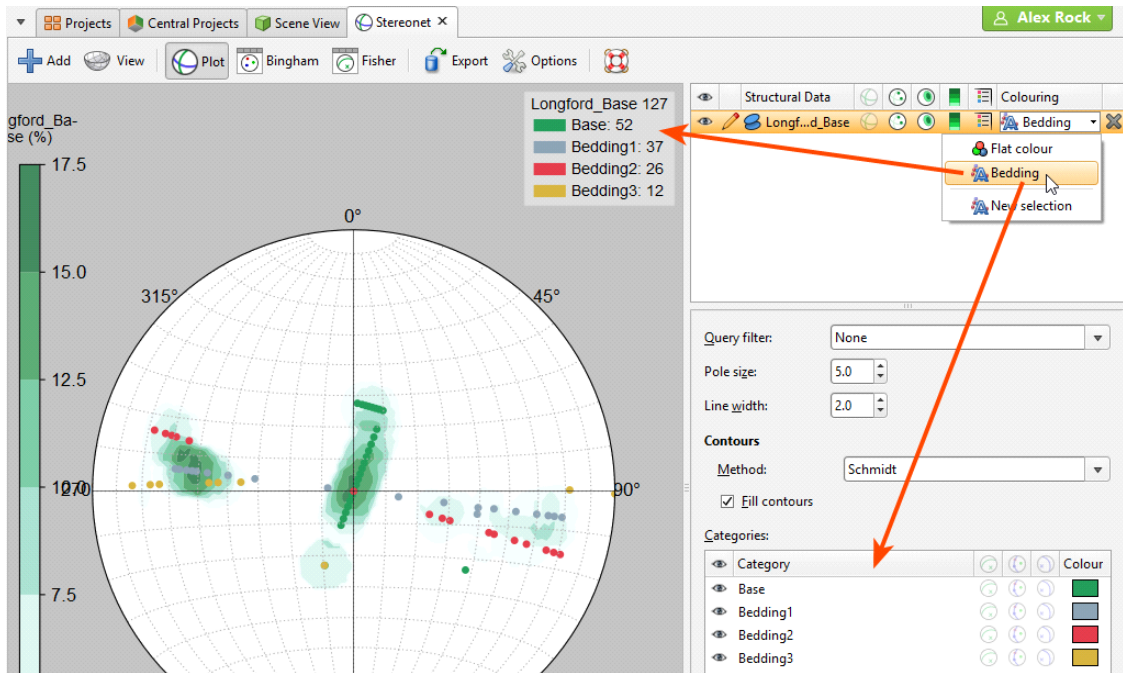 Projects Central Projects Scene View Stereonet Alex Rock
Add View Plot Bingham Fisher Export Options
gford_Ba-
se (%)
17.5
15.0
12.5
7.5
Longford_Base 127
Base: 52
Bedding1: 37
Bedding2: 26
Bedding3: 12
0°
315°
45°
270
90°
Structural Data Colouring
Longf...d_Base Bedding
Flat colour
Bedding
New selection
Query filter: None
Pole size: 5.0
Line width: 2.0
Contours
Method: Schmidt
Fill contours
Categories:
Category Colour
Base
Bedding1
Bedding2
Bedding3